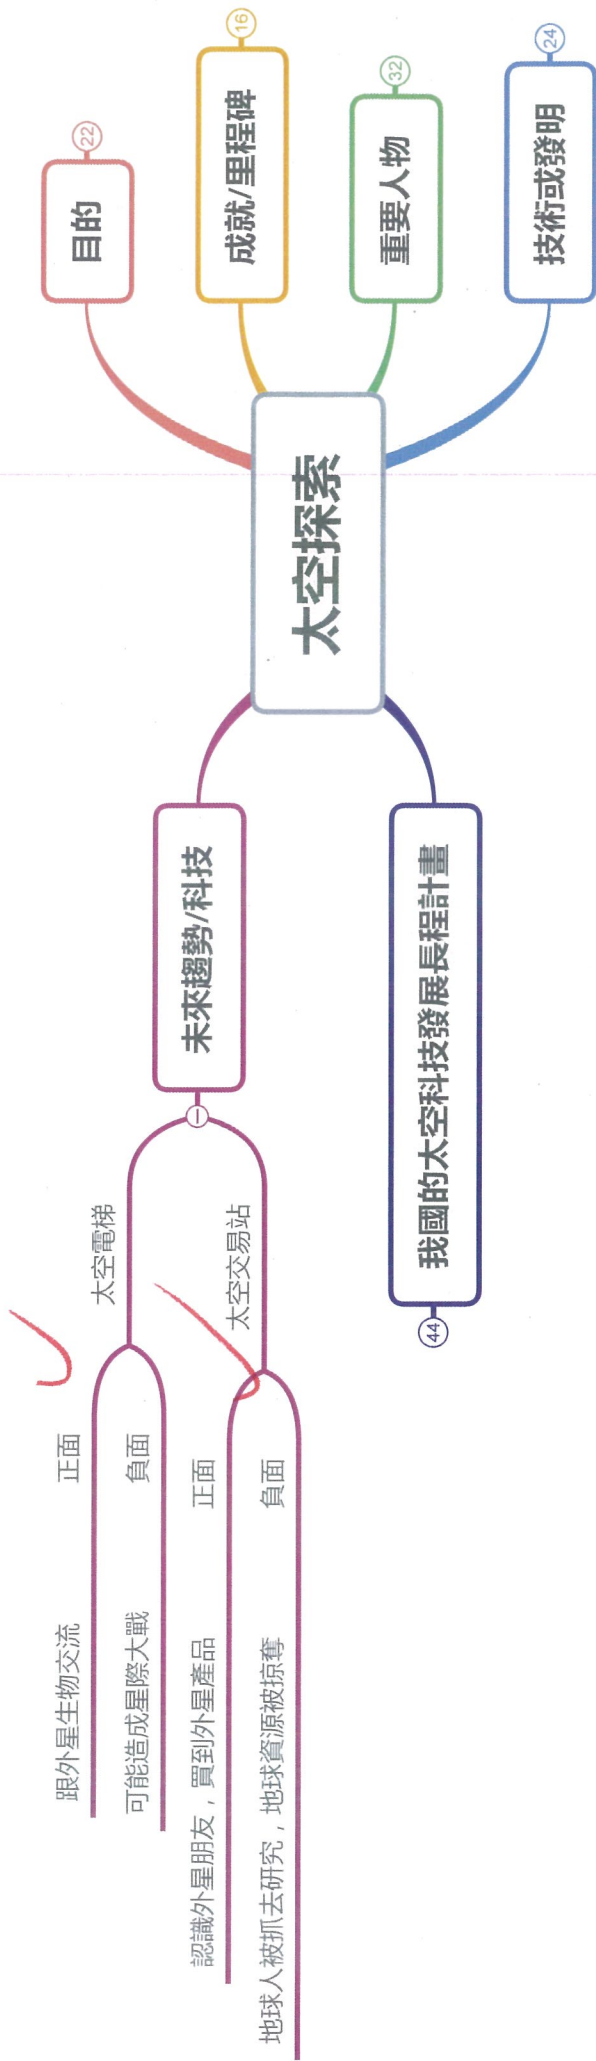 太空探索
目的
22
成就/里程碑
16
重要人物
32
技術或發明
24
未來趨勢/科技
太空電梯
正面
跟外星生物交流
負面
可能造成星際大戰
太空交易站
正面
認識外星朋友，買到外星產品
負面
地球人被抓去研究，地球資源被掠奪
我國的太空科技發展長程計畫
44